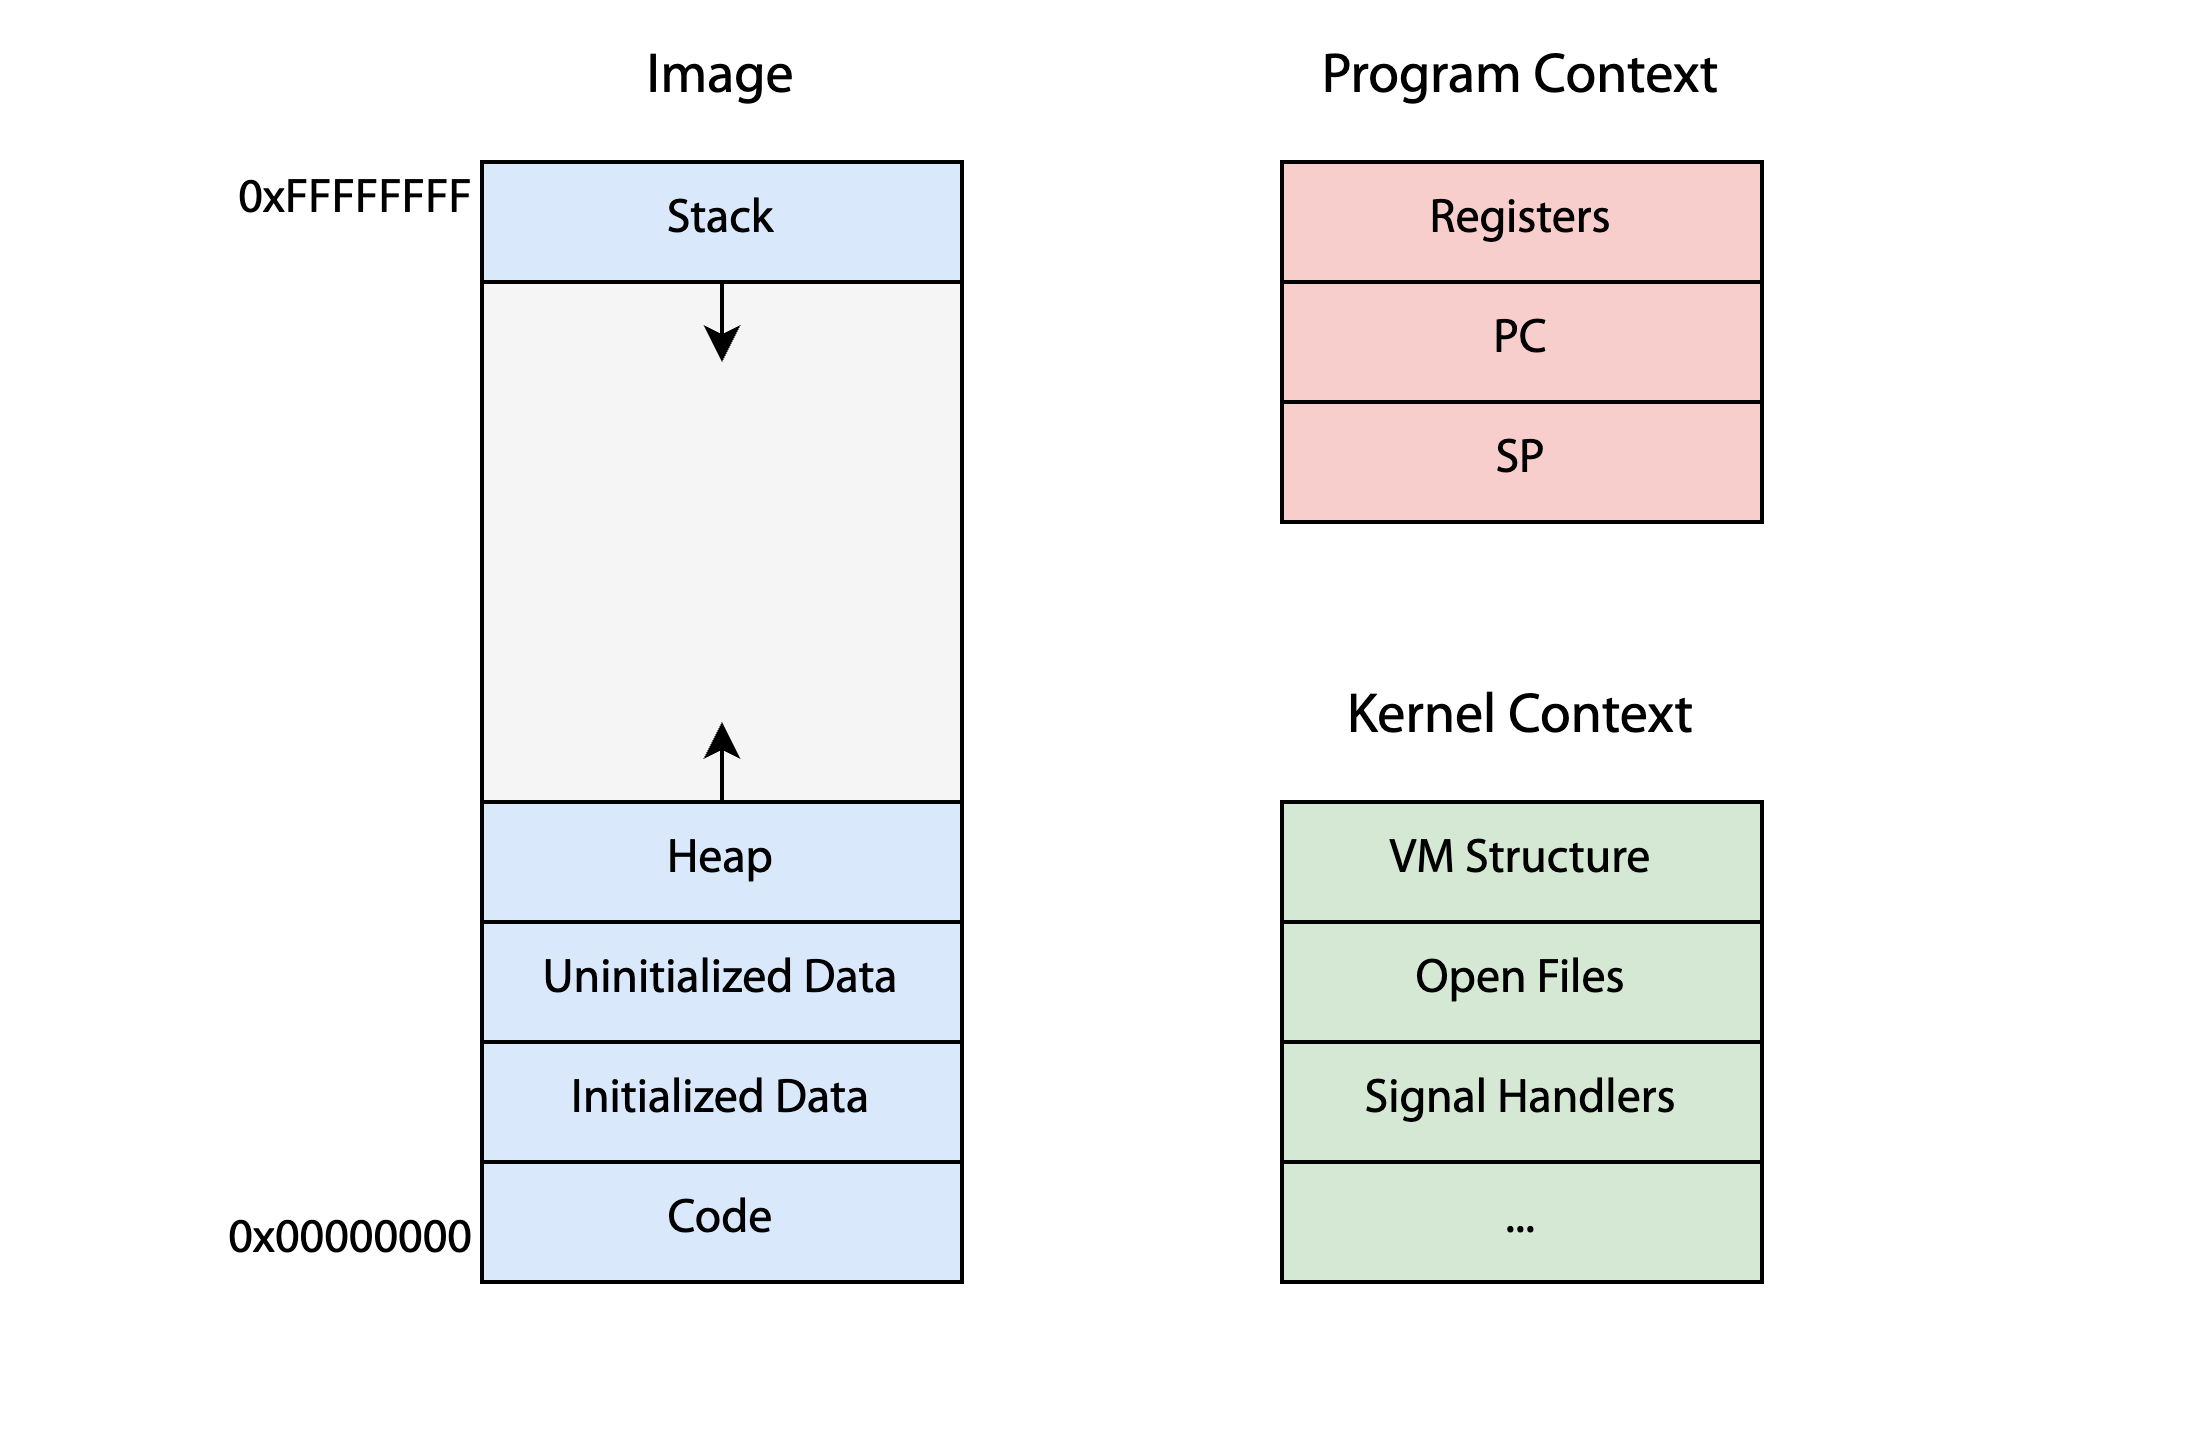 Image
0xFFFFFFFF
Stack
Heap
Uninitialized Data
Initialized Data
Code
0x00000000
Program Context
Registers
PC
SP
Kernel Context
VM Structure
Open Files
Signal Handlers
...